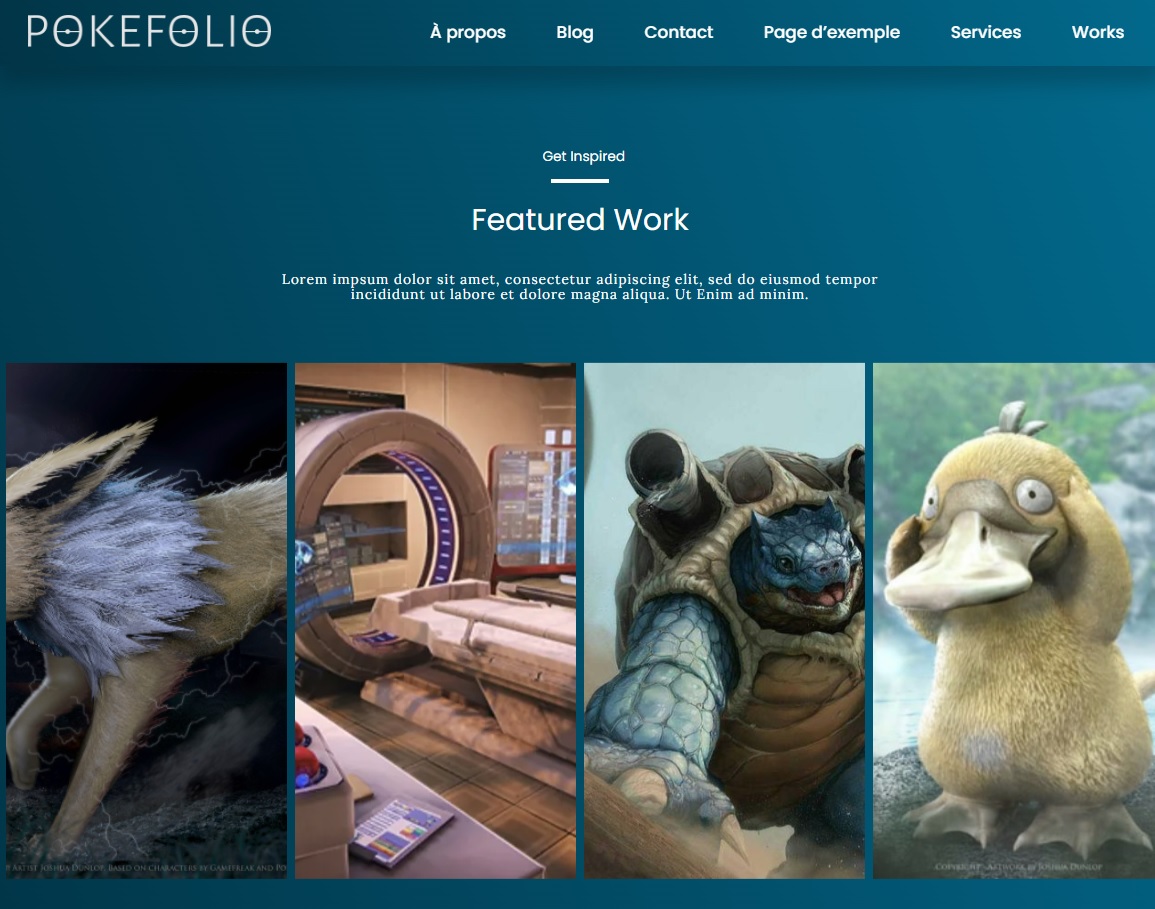 POKEFOLIO
À propos Blog Contact Page d’exemple Services Works
Get Inspired
Featured Work
Lorem impsum dolor sit amet, consectetur adipiscing elit, sed do eiusmod tempor
incididunt ut labore et dolore magna aliqua. Ut Enim ad minim.
Artist Joshua Dunlop, based on characters by Gamefreak and Po
Copyright Artwork by Joshua Dunlop